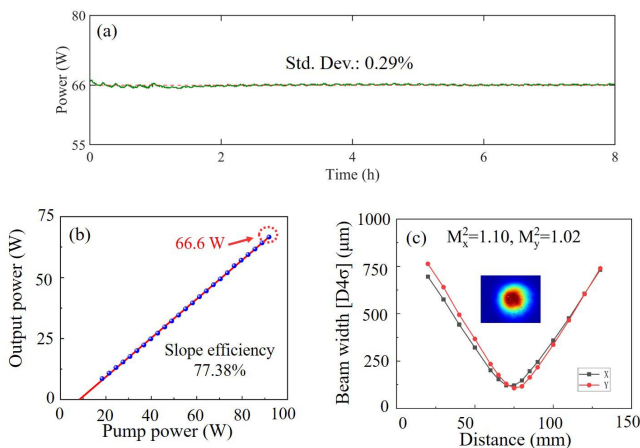 80
(a)
Std. Dev.: 0.29%
Power (W)
66
55
0
2
4
6
8
Time (h)
(b)
75
66.6 W
Output power (W)
50
25
Slope efficiency
77.38%
0
0 20 40 60 80 100
Pump power (W)
(c)
1000
M²x=1.10, M²y=1.02
Beam width [D4σ] (μm)
750
500
250
X
Y
0
0 50 100 150
Distance (mm)